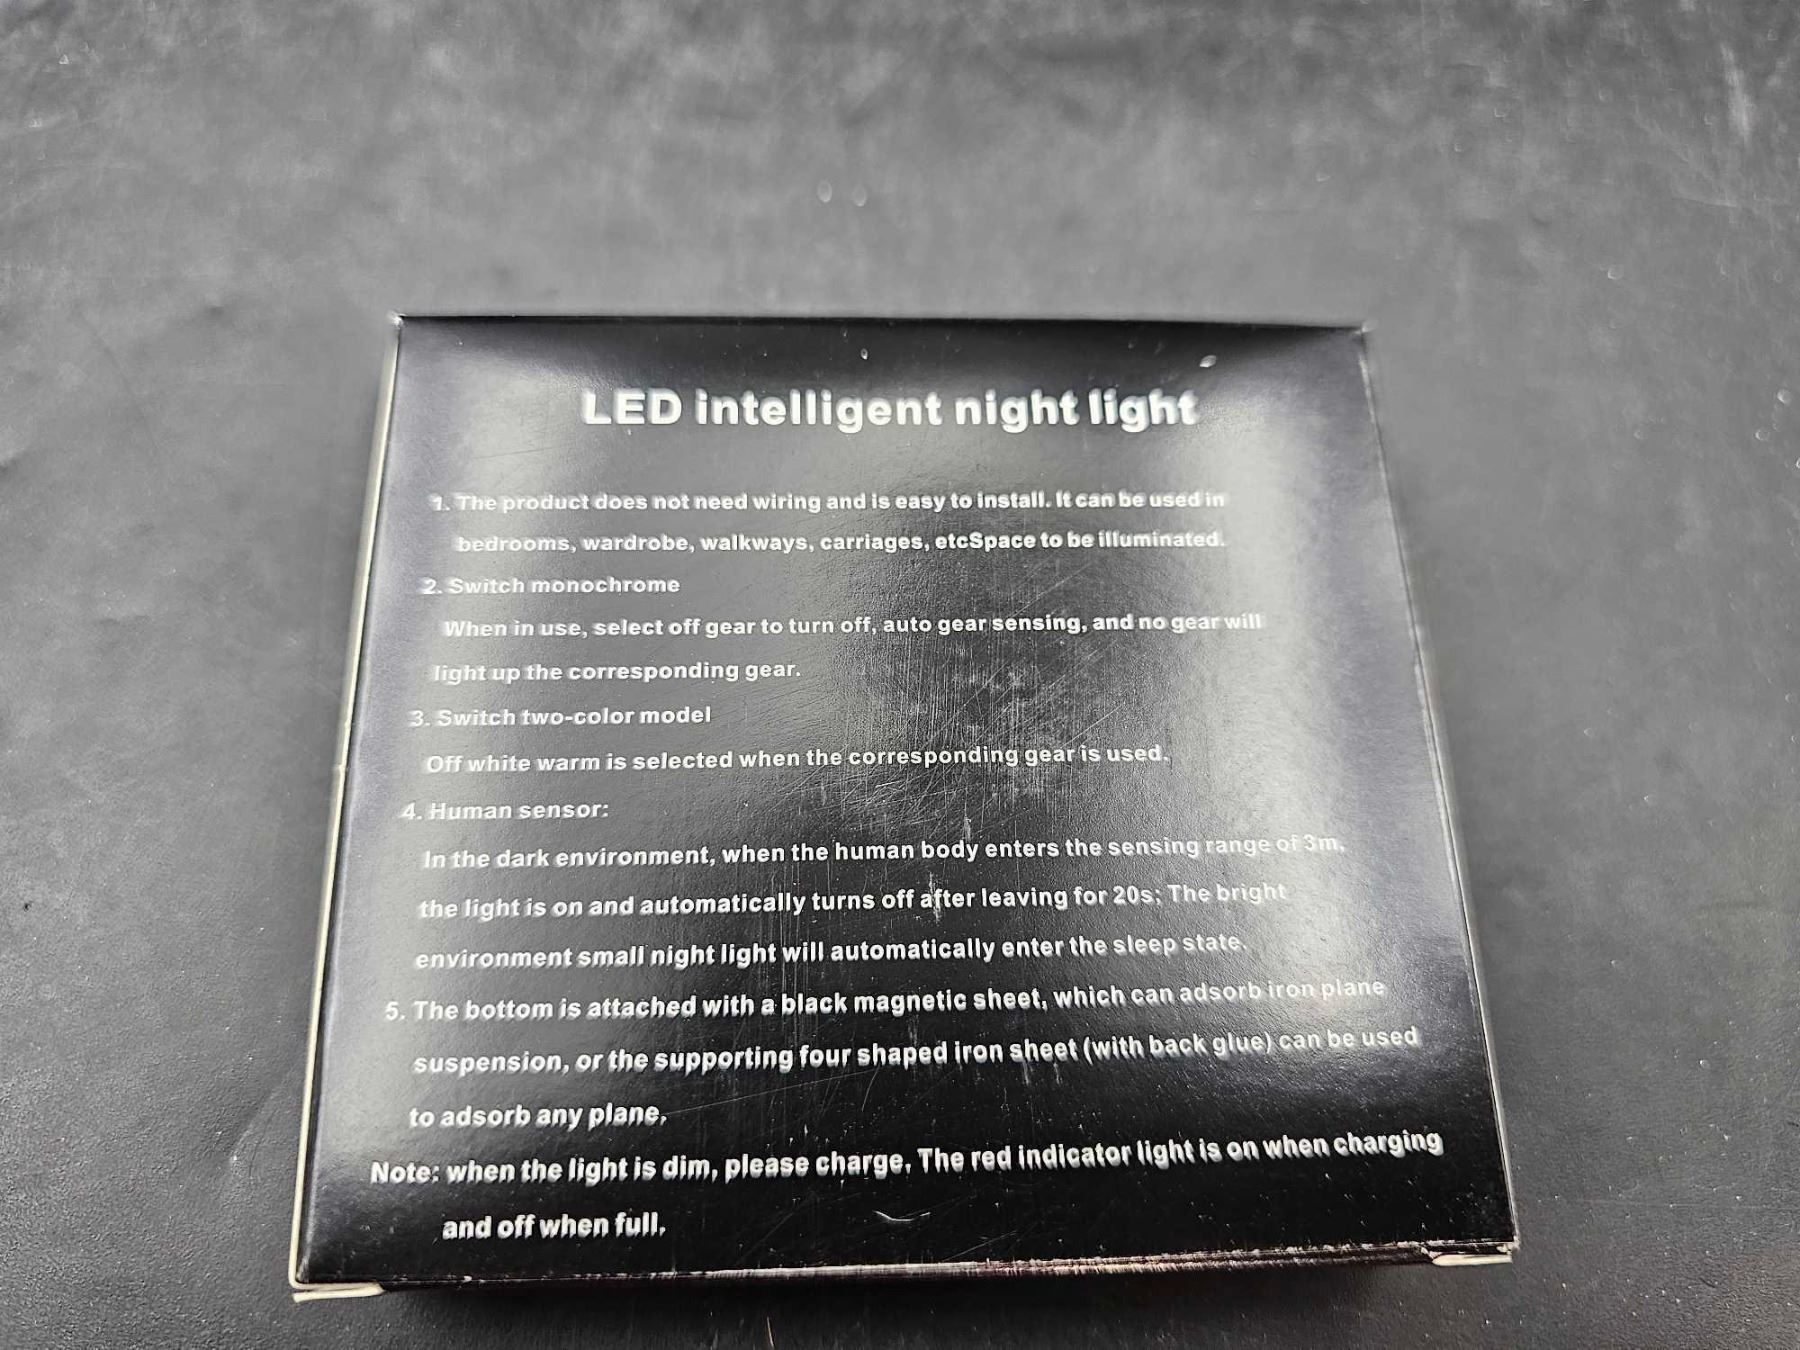 LED intelligent night light
1. The product does not need wiring and is easy to install. It can be used in
bedrooms, wardrobe, walkways, carriages, etcSpace to be illuminated.
2. Switch monochrome
When in use, select off gear to turn off, auto gear sensing, and no gear will
light up the corresponding gear.
3. Switch two-color model
Off white warm is selected when the corresponding gear is used.
4. Human sensor:
In the dark environment, when the human body enters the sensing range of 3m,
the light is on and automatically turns off after leaving for 20s; The bright
environment small night light will automatically enter the sleep state.
5. The bottom is attached with a black magnetic sheet, which can adsorb iron plane
suspension, or the supporting four shaped iron sheet (with back glue) can be used
to adsorb any plane.
Note: when the light is dim, please charge. The red indicator light is on when charging
and off when full.